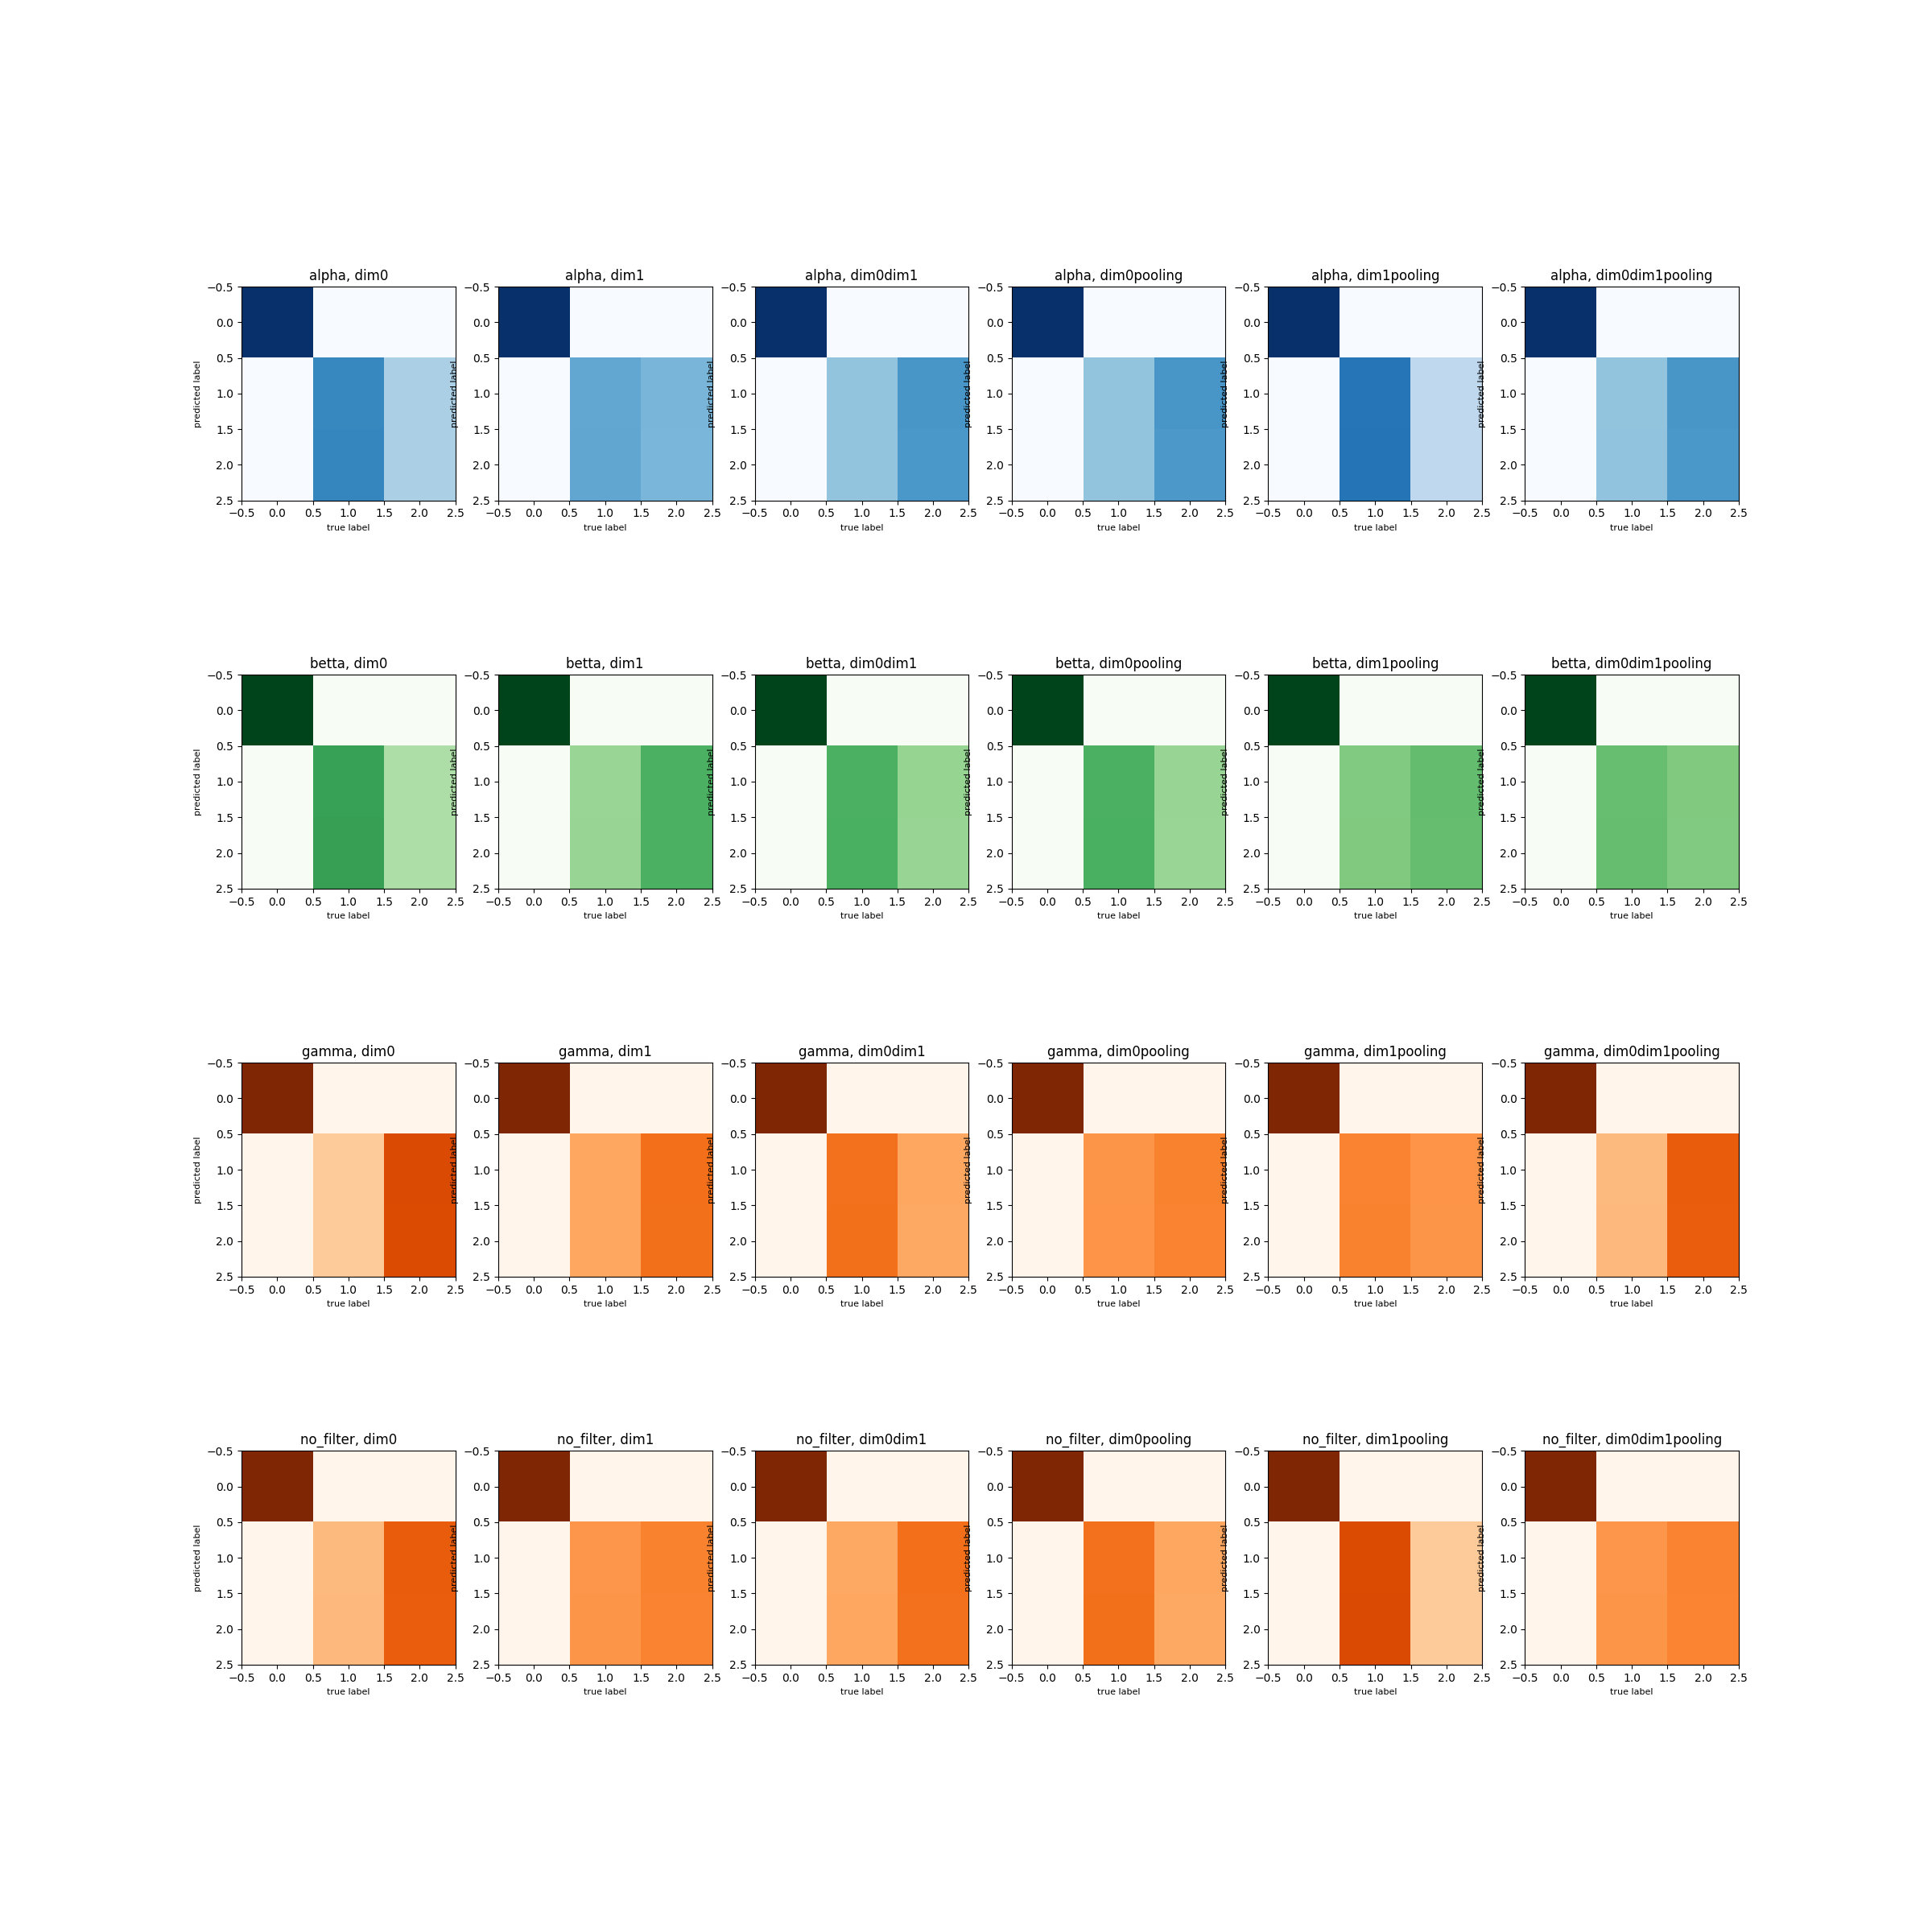 alpha, dim0 alpha, dim1 alpha, dim0dim1 alpha, dim0pooling alpha, dim1pooling alpha, dim0dim1pooling
−0.5 −0.5 −0.5 −0.5 −0.5 −0.5
0.0 0.0 0.0 0.0 0.0 0.0
0.5 0.5 0.5 0.5 0.5 0.5
predicted label predicted label predicted label predicted label predicted label predicted label
1.0 1.0 1.0 1.0 1.0 1.0
1.5 1.5 1.5 1.5 1.5 1.5
2.0 2.0 2.0 2.0 2.0 2.0
2.5 2.5 2.5 2.5 2.5 2.5
−0.5 0.0 0.5 1.0 1.5 2.0 2.5 −0.5 0.0 0.5 1.0 1.5 2.0 2.5 −0.5 0.0 0.5 1.0 1.5 2.0 2.5 −0.5 0.0 0.5 1.0 1.5 2.0 2.5 −0.5 0.0 0.5 1.0 1.5 2.0 2.5 −0.5 0.0 0.5 1.0 1.5 2.0 2.5
true label true label true label true label true label true label
betta, dim0 betta, dim1 betta, dim0dim1 betta, dim0pooling betta, dim1pooling betta, dim0dim1pooling
−0.5 −0.5 −0.5 −0.5 −0.5 −0.5
0.0 0.0 0.0 0.0 0.0 0.0
0.5 0.5 0.5 0.5 0.5 0.5
predicted label predicted label predicted label predicted label predicted label predicted label
1.0 1.0 1.0 1.0 1.0 1.0
1.5 1.5 1.5 1.5 1.5 1.5
2.0 2.0 2.0 2.0 2.0 2.0
2.5 2.5 2.5 2.5 2.5 2.5
−0.5 0.0 0.5 1.0 1.5 2.0 2.5 −0.5 0.0 0.5 1.0 1.5 2.0 2.5 −0.5 0.0 0.5 1.0 1.5 2.0 2.5 −0.5 0.0 0.5 1.0 1.5 2.0 2.5 −0.5 0.0 0.5 1.0 1.5 2.0 2.5 −0.5 0.0 0.5 1.0 1.5 2.0 2.5
true label true label true label true label true label true label
gamma, dim0 gamma, dim1 gamma, dim0dim1 gamma, dim0pooling gamma, dim1pooling gamma, dim0dim1pooling
−0.5 −0.5 −0.5 −0.5 −0.5 −0.5
0.0 0.0 0.0 0.0 0.0 0.0
0.5 0.5 0.5 0.5 0.5 0.5
predicted label predicted label predicted label predicted label predicted label predicted label
1.0 1.0 1.0 1.0 1.0 1.0
1.5 1.5 1.5 1.5 1.5 1.5
2.0 2.0 2.0 2.0 2.0 2.0
2.5 2.5 2.5 2.5 2.5 2.5
−0.5 0.0 0.5 1.0 1.5 2.0 2.5 −0.5 0.0 0.5 1.0 1.5 2.0 2.5 −0.5 0.0 0.5 1.0 1.5 2.0 2.5 −0.5 0.0 0.5 1.0 1.5 2.0 2.5 −0.5 0.0 0.5 1.0 1.5 2.0 2.5 −0.5 0.0 0.5 1.0 1.5 2.0 2.5
true label true label true label true label true label true label
no_filter, dim0 no_filter, dim1 no_filter, dim0dim1 no_filter, dim0pooling no_filter, dim1pooling no_filter, dim0dim1pooling
−0.5 −0.5 −0.5 −0.5 −0.5 −0.5
0.0 0.0 0.0 0.0 0.0 0.0
0.5 0.5 0.5 0.5 0.5 0.5
predicted label predicted label predicted label predicted label predicted label predicted label
1.0 1.0 1.0 1.0 1.0 1.0
1.5 1.5 1.5 1.5 1.5 1.5
2.0 2.0 2.0 2.0 2.0 2.0
2.5 2.5 2.5 2.5 2.5 2.5
−0.5 0.0 0.5 1.0 1.5 2.0 2.5 −0.5 0.0 0.5 1.0 1.5 2.0 2.5 −0.5 0.0 0.5 1.0 1.5 2.0 2.5 −0.5 0.0 0.5 1.0 1.5 2.0 2.5 −0.5 0.0 0.5 1.0 1.5 2.0 2.5 −0.5 0.0 0.5 1.0 1.5 2.0 2.5
true label true label true label true label true label true label